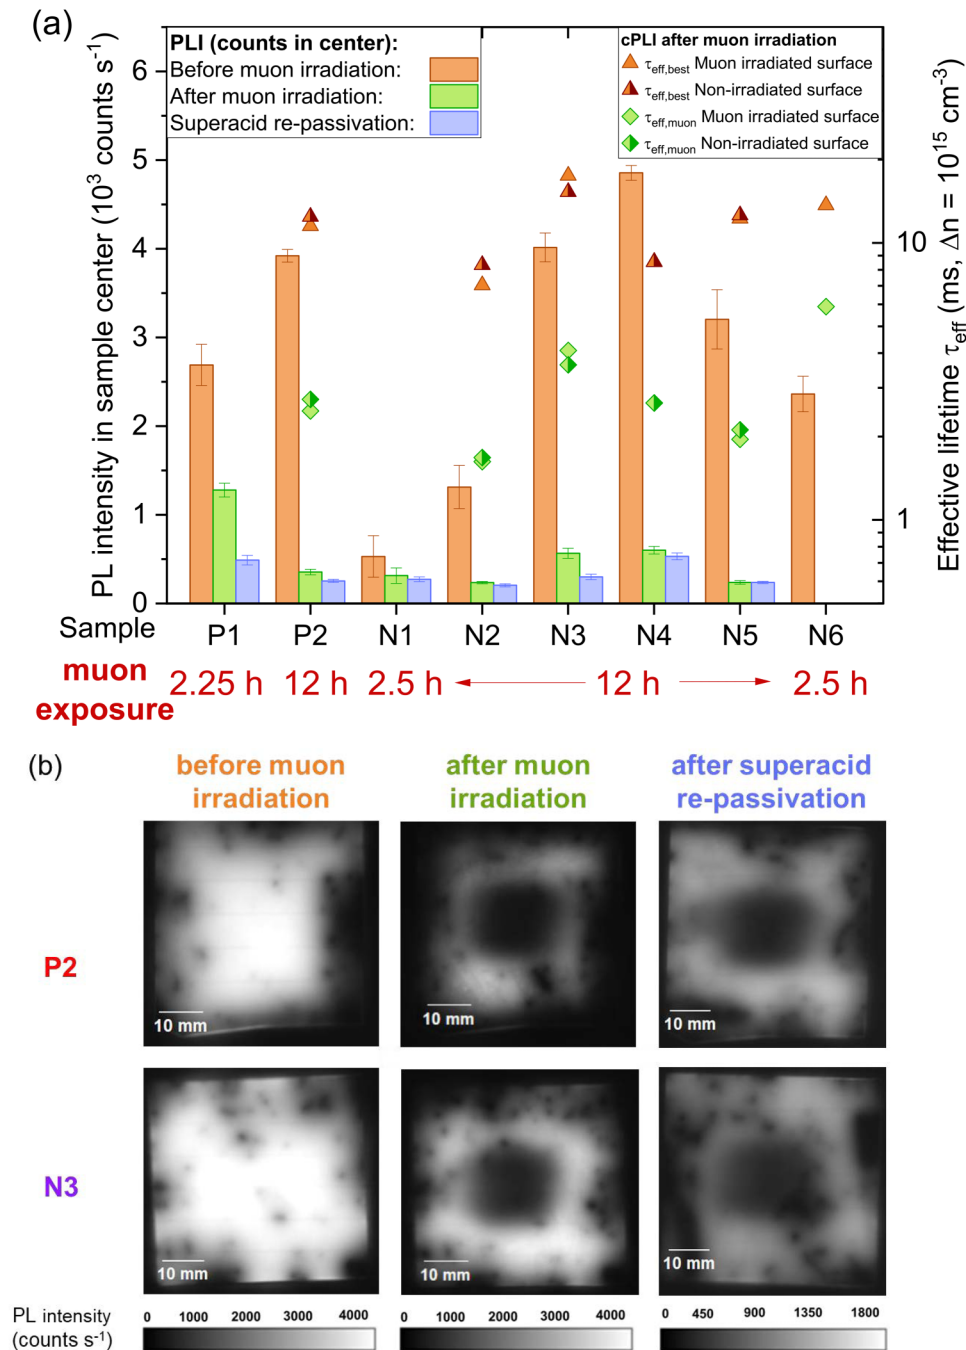 (a)
PLI (counts in center):
Before muon irradiation:
After muon irradiation:
Superacid re-passivation:
cPLI after muon irradiation
τeff,best Muon irradiated surface
τeff,best Non-irradiated surface
τeff,muon Muon irradiated surface
τeff,muon Non-irradiated surface
PL intensity in sample center (10³ counts s⁻¹)
6
5
4
3
2
1
0
Effective lifetime τeff (ms, Δn = 10¹⁵ cm⁻³)
10
1
Sample P1 P2 N1 N2 N3 N4 N5 N6
muon exposure
2.25 h 12 h 2.5 h 12 h 2.5 h
(b)
before muon irradiation
after muon irradiation
after superacid re-passivation
P2
10 mm
10 mm
10 mm
N3
10 mm
10 mm
10 mm
PL intensity (counts s⁻¹)
0 1000 2000 3000 4000
0 1000 2000 3000 4000
0 450 900 1350 1800